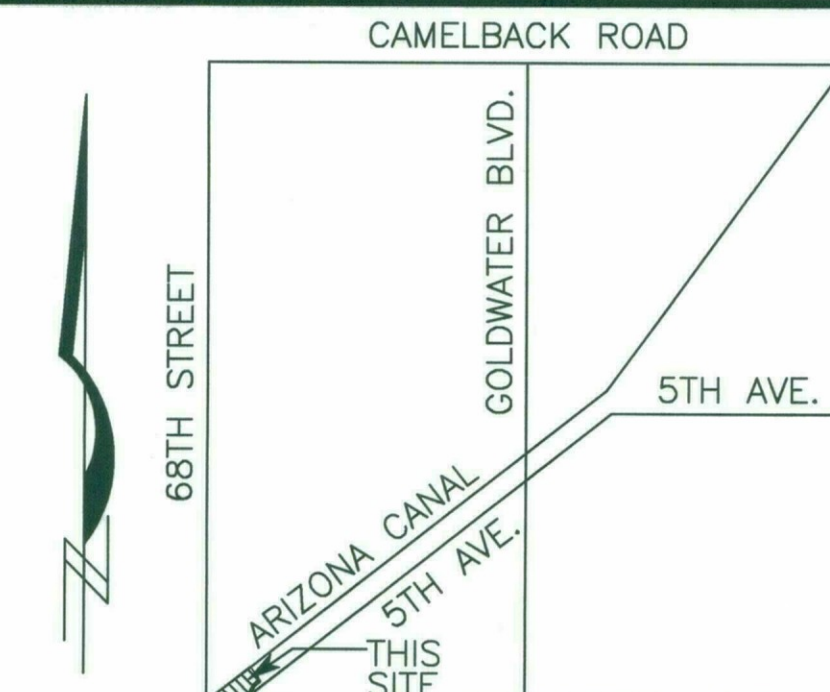 CAMELBACK ROAD
GOLDWATER BLVD.
68TH STREET
5TH AVE.
ARIZONA CANAL
5TH AVE.
THIS
SITE
N